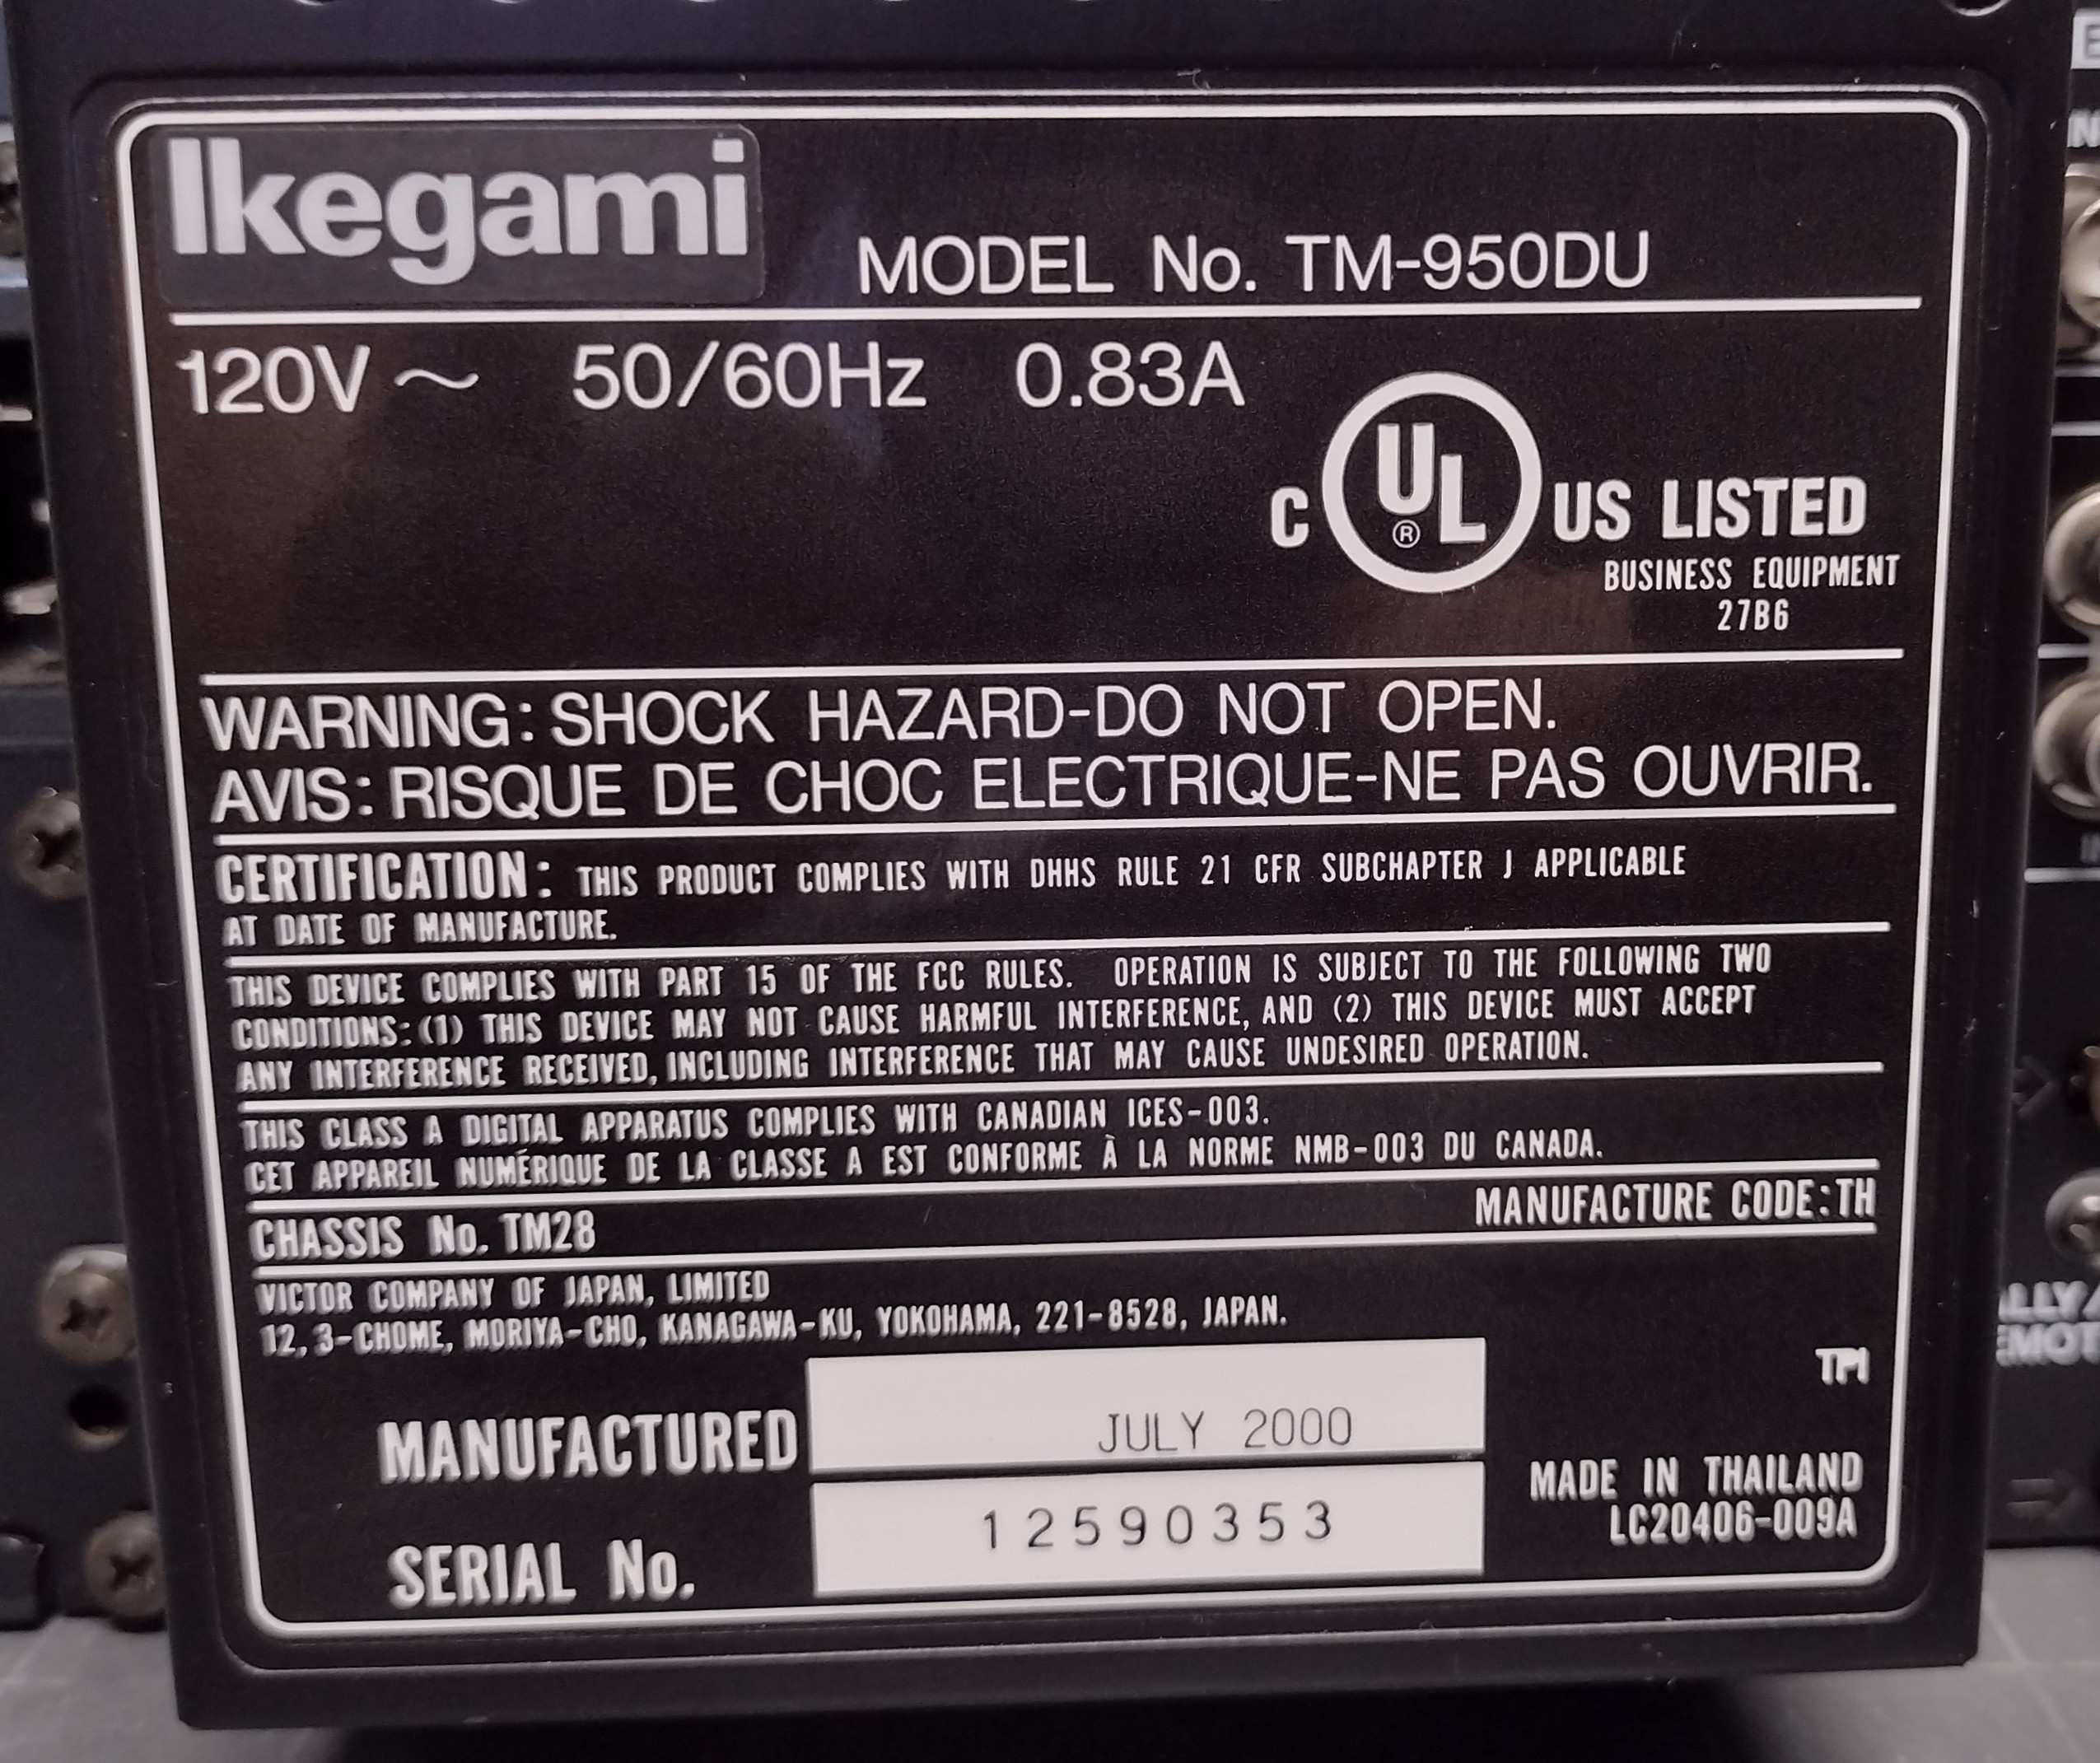 Ikegami
MODEL No. TM-950DU
120V ~ 50/60Hz 0.83A
C UL ® US LISTED
BUSINESS EQUIPMENT
27B6
WARNING: SHOCK HAZARD-DO NOT OPEN.
AVIS: RISQUE DE CHOC ELECTRIQUE-NE PAS OUVRIR.
CERTIFICATION: THIS PRODUCT COMPLIES WITH DHHS RULE 21 CFR SUBCHAPTER J APPLICABLE
AT DATE OF MANUFACTURE.
THIS DEVICE COMPLIES WITH PART 15 OF THE FCC RULES. OPERATION IS SUBJECT TO THE FOLLOWING TWO
CONDITIONS: (1) THIS DEVICE MAY NOT CAUSE HARMFUL INTERFERENCE, AND (2) THIS DEVICE MUST ACCEPT
ANY INTERFERENCE RECEIVED, INCLUDING INTERFERENCE THAT MAY CAUSE UNDESIRED OPERATION.
THIS CLASS A DIGITAL APPARATUS COMPLIES WITH CANADIAN ICES-003.
CET APPAREIL NUMÉRIQUE DE LA CLASSE A EST CONFORME À LA NORME NMB-003 DU CANADA.
CHASSIS No. TM28 MANUFACTURE CODE:TH
VICTOR COMPANY OF JAPAN, LIMITED
12, 3-CHOME, MORIYA-CHO, KANAGAWA-KU, YOKOHAMA, 221-8528, JAPAN.
TPI
MANUFACTURED JULY 2000
MADE IN THAILAND
LC20406-009A
SERIAL No. 12590353